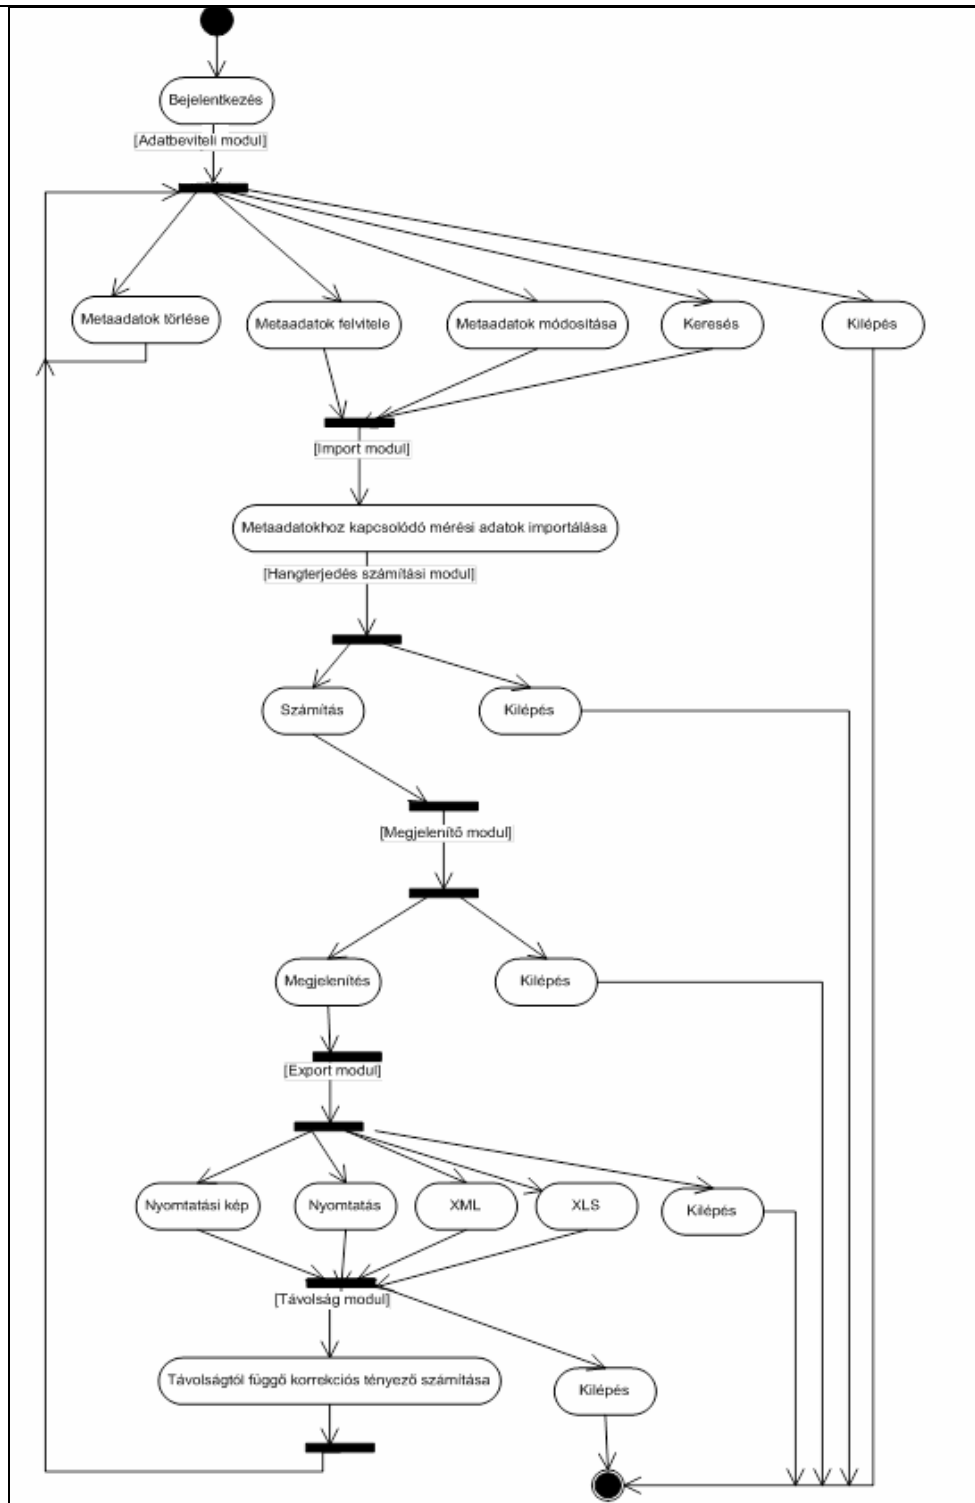 Bejelentkezés
[Adatbeviteli modul]
Metaadatok törlése
Metaadatok felvitele
Metaadatok módosítása
Keresés
Kilépés
[Import modul]
Metaadatokhoz kapcsolódó mérési adatok importálása
[Hangterjedés számítási modul]
Számítás
Kilépés
[Megjelenítő modul]
Megjelenítés
Kilépés
[Export modul]
Nyomtatási kép
Nyomtatás
XML
XLS
Kilépés
[Távolság modul]
Távolságtól függő korrekciós tényező számítása
Kilépés